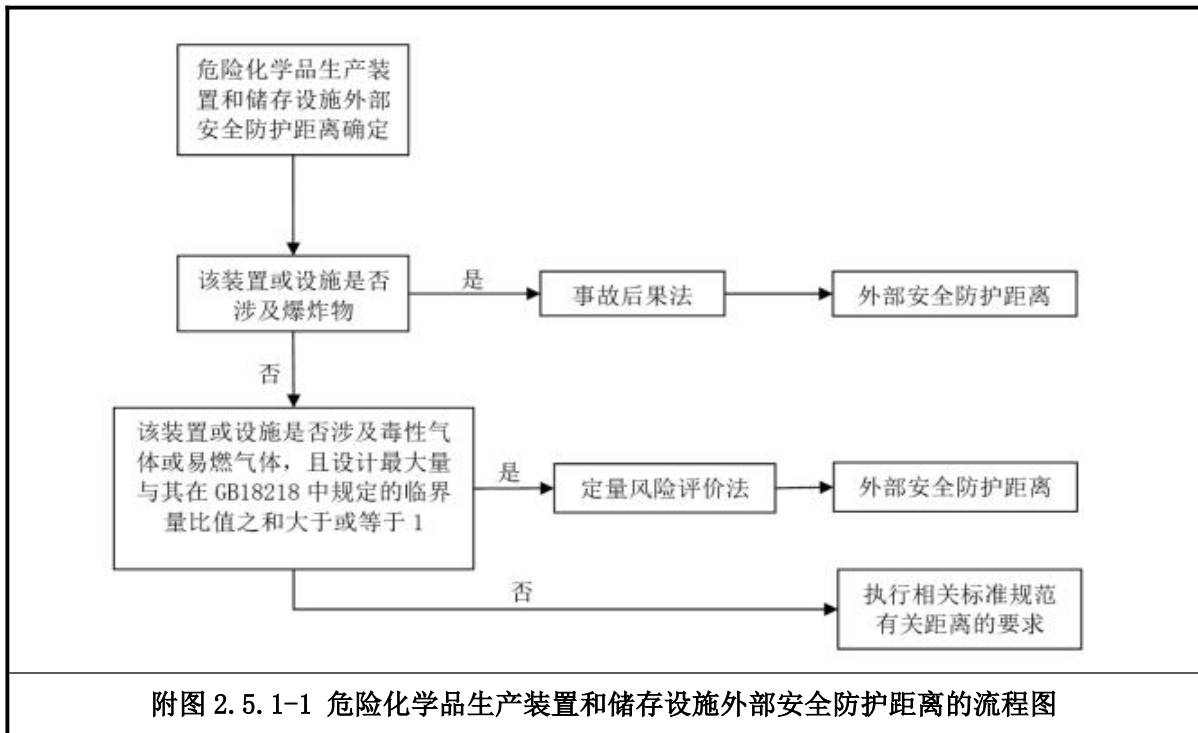 危险化学品生产装
置和储存设施外部
安全防护距离确定
该装置或设施是否
涉及爆炸物
是
事故后果法
外部安全防护距离
否
该装置或设施是否涉及毒性气
体或易燃气体，且设计最大量
与其在 GB18218 中规定的临界
量比值之和大于或等于 1
是
定量风险评价法
外部安全防护距离
否
执行相关标准规范
有关距离的要求
附图 2.5.1-1 危险化学品生产装置和储存设施外部安全防护距离的流程图